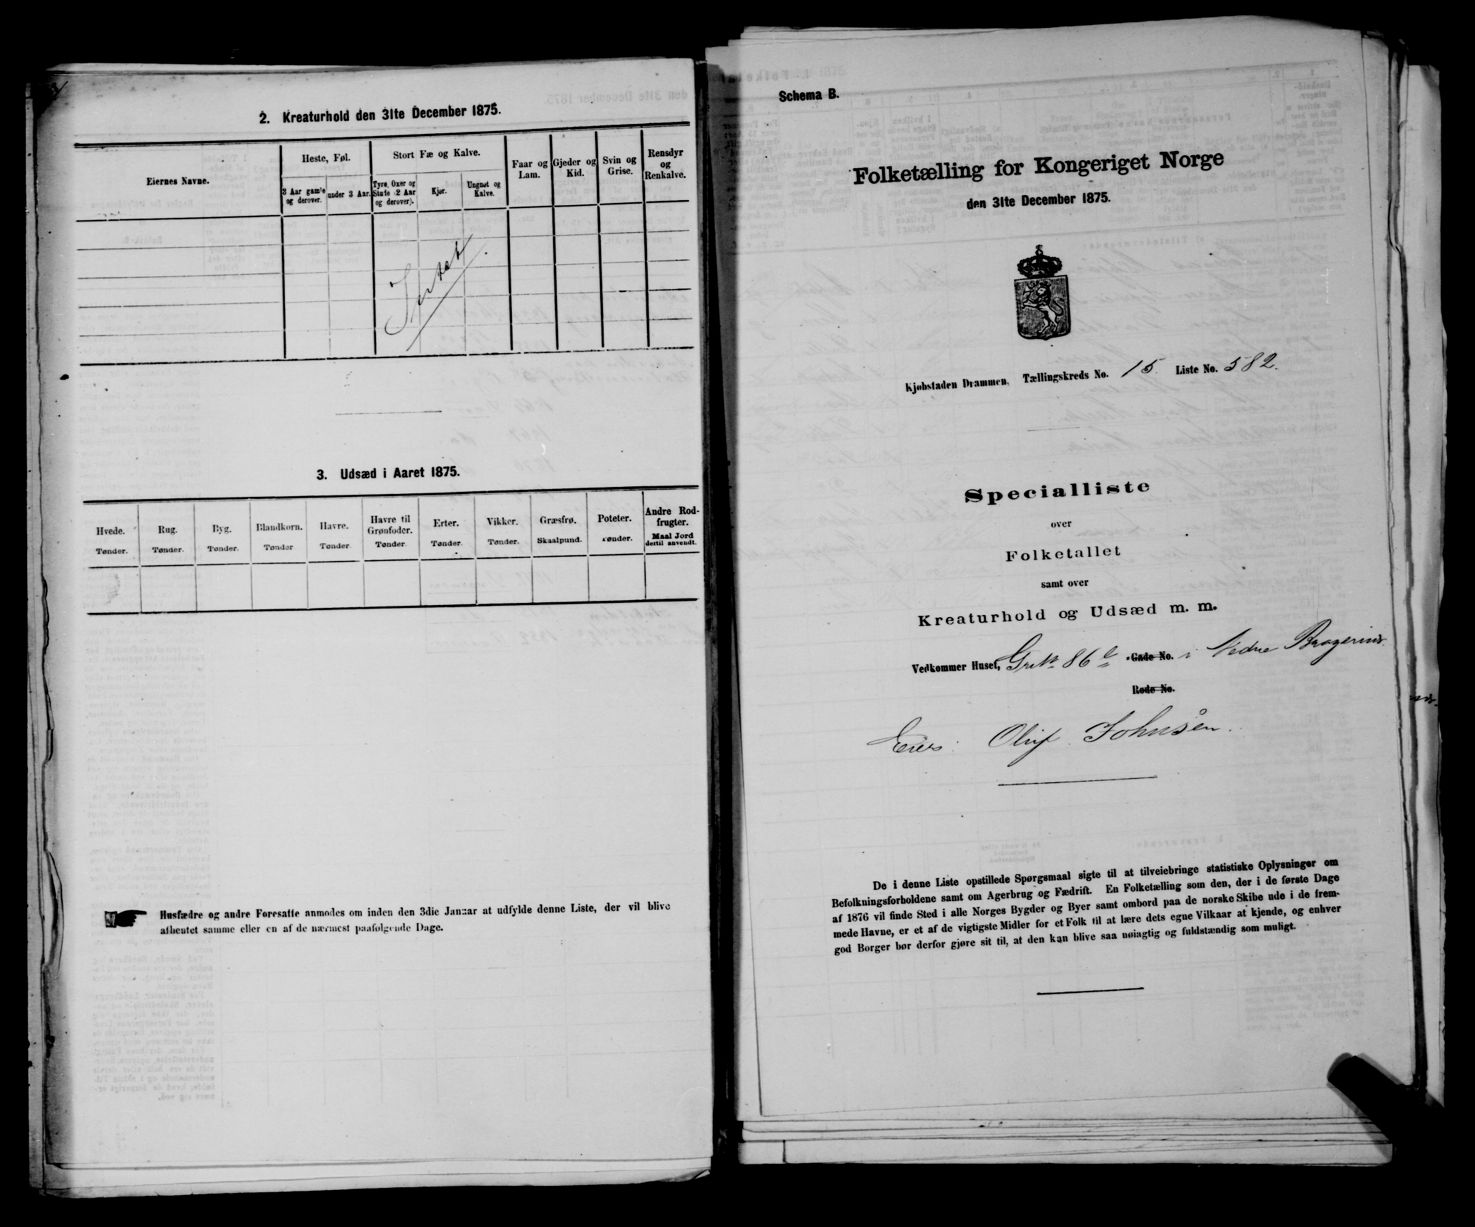 2. Kreaturhold den 31te December 1875.
Eiernes Navne.
Heste, Føl.
3 Aar gamle og derover.
under 3 Aar.
Stort Fæ og Kalve.
Tyre, Oxer og Stude (2 Aar og derover).
Kjør.
Ungnøt og Kalve.
Faar og Lam.
Gjeder og Kid.
Svin og Grise.
Rensdyr og Renkalve.
Intet
3. Udsæd i Aaret 1875.
Hvede. Tønder.
Rug. Tønder.
Byg. Tønder.
Blandkorn. Tønder
Havre. Tønder.
Havre til Grønfoder. Tønder.
Erter. Tønder.
Vikker. Tønder.
Græsfrø. Skaalpund.
Poteter. Tønder.
Andre Rodfrugter. Maal Jord dertil anvendt.
Husfædre og andre Foresatte anmodes om inden den 3die Januar at udfylde denne Liste, der vil blive
afhentet samme eller en af de nærmest paafølgende Dage.
Schema B.
Folketælling for Kongeriget Norge
den 31te December 1875.
Kjøbstaden Drammen. Tællingskreds No. 15. Liste No. 582.
Specialliste
over
Folketallet
samt over
Kreaturhold og Udsæd m. m.
Vedkommer Huset, Gr.No 86 b Gade No. i Nedre Bragernes
Rode No.
Eier: Oluf Johnsen.
De i denne Liste opstillede Spørgsmaal sigte til at tilveiebringe statistiske Oplysninger om
Befolkningsforholdene samt om Agerbrug og Fædrift. En Folketælling som den, der i de første Dage
af 1876 vil finde Sted i alle Norges Bygder og Byer samt ombord paa de norske Skibe ude i de frem-
mede Havne, er et af de vigtigste Midler for et Folk til at lære dets egne Vilkaar at kjende, og enhver
god Borger bør derfor gjøre sit til, at den kan blive saa nøiagtig og fuldstændig som muligt.